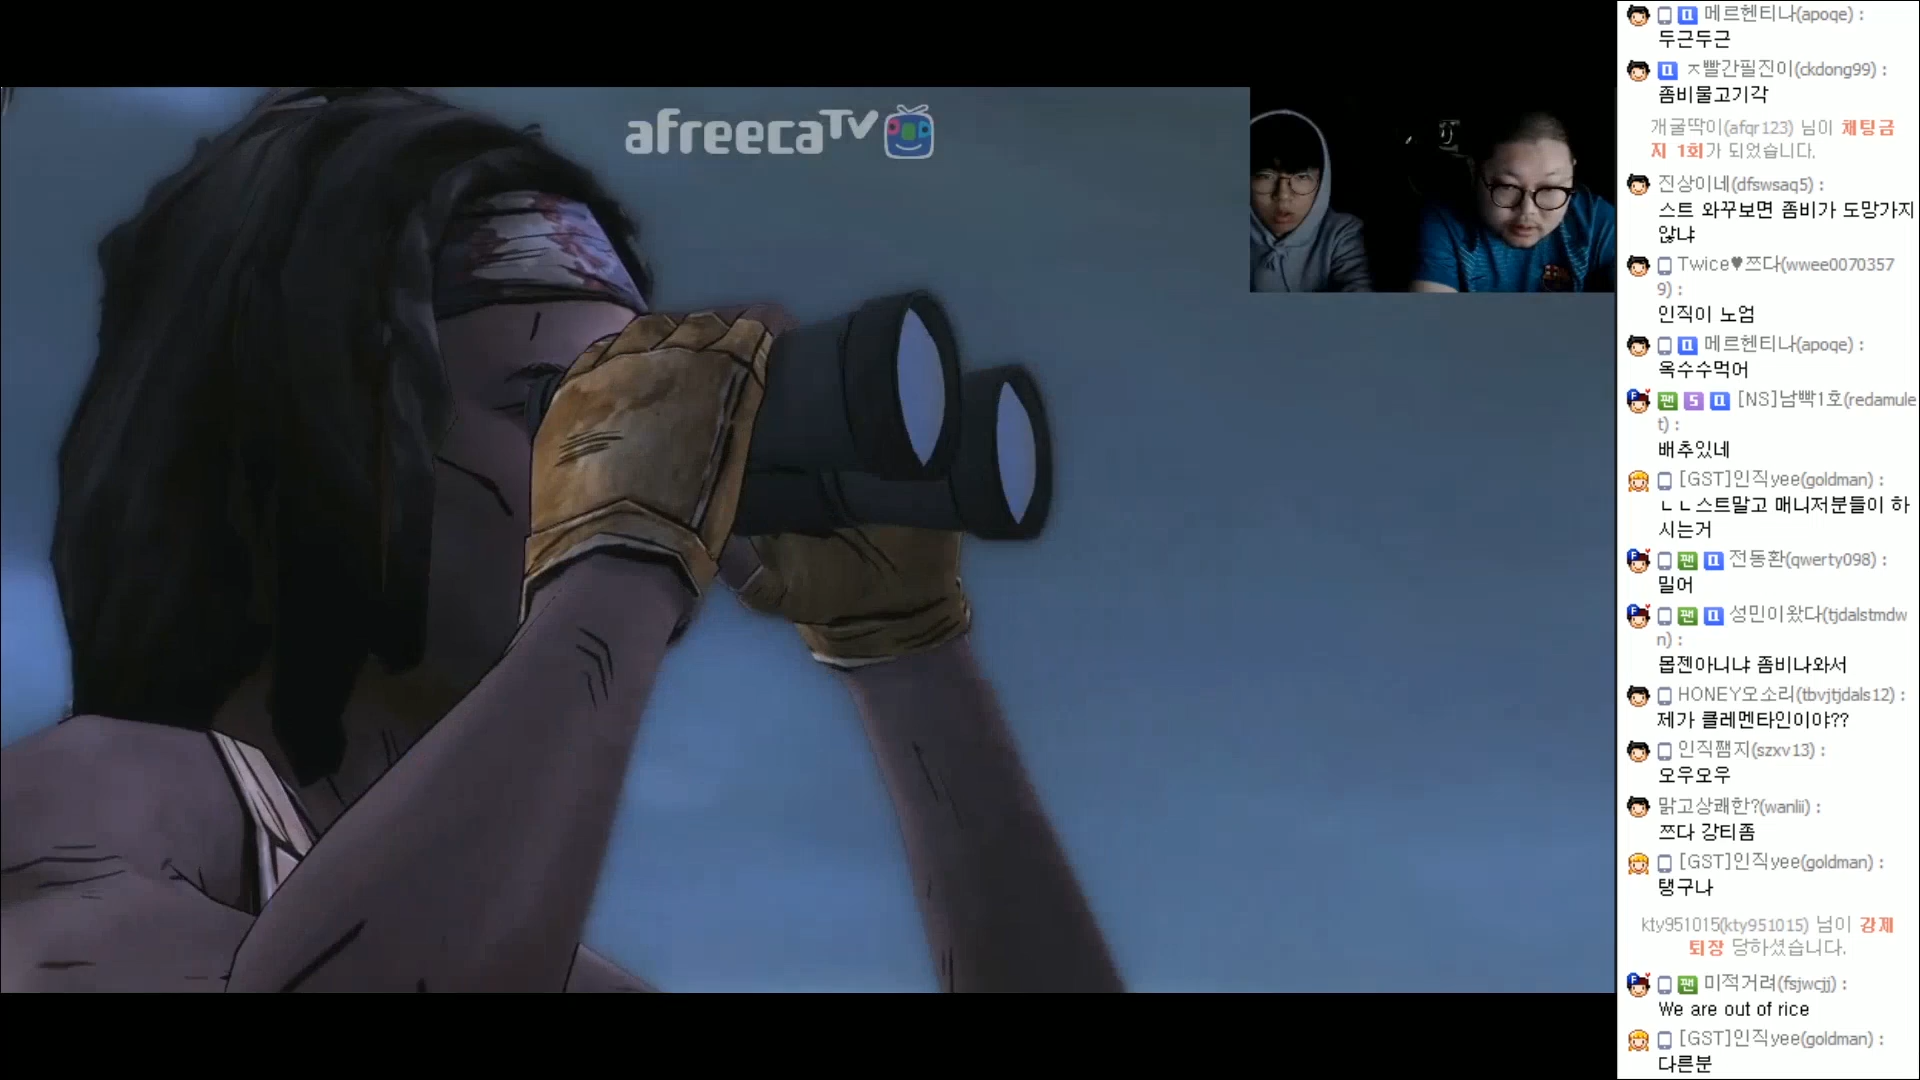 afreecaTV
메르헨티나(apoqe) :
두근두근
ㅈ빨간필진이(ckdong99) :
좀비물고기각
개굴딱이(afqr123) 님이 채팅금
지 1회가 되었습니다.
진상이네(dfswsaq5) :
스트 와꾸보면 좀비가 도망가지
않냐
Twice♥쯔다(wwee0070357
9) :
인직이 노엄
메르헨티나(apoqe) :
옥수수먹어
팬 S [NS]남빡1호(redamule
t) :
배추있네
[GST]인직yee(goldman) :
ㄴㄴ스트말고 매니저분들이 하
시는거
팬 전동환(qwerty098) :
밀어
팬 성민이왔다(tjdalstmdw
n) :
몹젠아니냐 좀비나와서
HONEY오소리(tbvjtjdals12) :
제가 클레멘타인이야??
인직쨈지(szxv13) :
오우오우
맑고상쾌한?(wanlii) :
쯔다 강티좀
[GST]인직yee(goldman) :
탱구나
kty951015(kty951015) 님이 강제
퇴장 당하셨습니다.
팬 미적거려(fsjwcjj) :
We are out of rice
[GST]인직yee(goldman) :
다른분